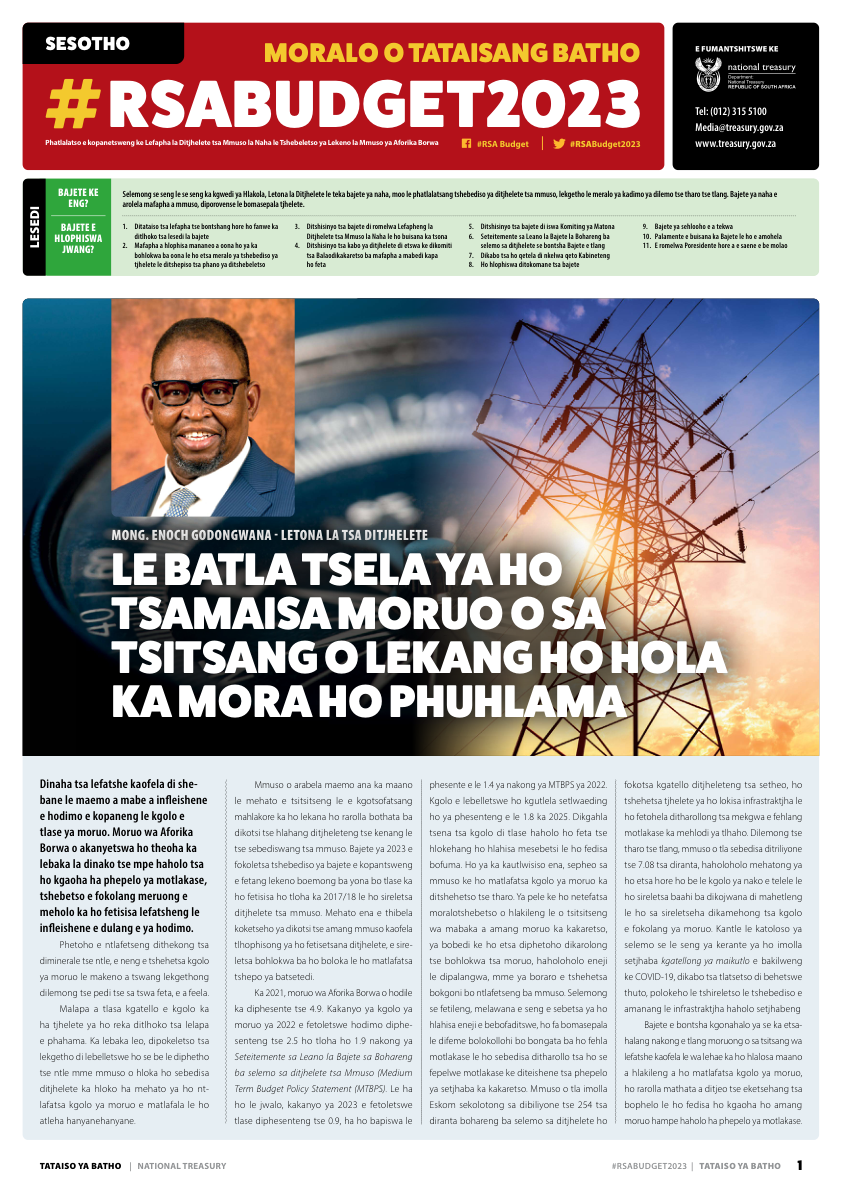 SESOTHO
MORALO O TATAISANG BATHO
#RSABUDGET2023
Phatlalatso e kopanetsweng ke Lefapha la Ditjhelete tsa Mmuso la Naha le Tshebeletso ya Lekeno la Mmuso ya Aforika Borwa
#RSA Budget
#RSABudget2023
E FUMANTSHITSWE KE
national treasury
Department:
National Treasury
REPUBLIC OF SOUTH AFRICA
Tel: (012) 315 5100
Media@treasury.gov.za
www.treasury.gov.za
LESEDI
BAJETE KE
ENG?
Selemong se seng le se seng ka kgwedi ya Hlakola, Letona la Ditjhelete le teka bajete ya naha, moo le phatlalatsang tshebediso ya ditjhelete tsa mmuso, lekgetho le meralo ya kadimo ya dilemo tse tharo tse tlang. Bajete ya naha e
arolela mafapha a mmuso, diporovense le bomasepala tjhelete.
BAJETE E
HLOPHISWA
JWANG?
1. Ditataiso tsa lefapha tse bontshang hore ho fanwe ka
ditlhoko tsa lesedi la bajete
2. Mafapha a hlophisa mananeo a oona ho ya ka
bohlokwa ba oona le ho etsa meralo ya tshebediso ya
tjhelete le ditshepiso tsa phano ya ditshebeletso
3. Ditshisinyo tsa bajete di romelwa Lefapheng la
Ditjhelete tsa Mmuso la Naha le ho buisana ka tsona
4. Ditshisinyo tsa kabo ya ditjhelete di etswa ke dikomiti
tsa Balaodikakaretso ba mafapha a mabedi kapa
ho feta
5. Ditshisinyo tsa bajete di iswa Komiting ya Matona
6. Seteitemente sa Leano la Bajete la Bohareng ba
selemo sa ditjhelete se bontsha Bajete e tlang
7. Dikabo tsa ho qetela di nkelwa qeto Kabineteng
8. Ho hlophiswa ditokomane tsa bajete
9. Bajete ya sehlooho e a tekwa
10. Palamente e buisana ka Bajete le ho e amohela
11. E romelwa Poresidente hore a e saene e be molao
MONG. ENOCH GODONGWANA - LETONA LA TSA DITJHELETE
LE BATLA TSELA YA HO
TSAMAISA MORUO O SA
TSITSANG O LEKANG HO HOLA
KA MORA HO PHUHLAMA
Dinaha tsa lefatshe kaofela di she-
bane le maemo a mabe a infleishene
e hodimo e kopaneng le kgolo e
tlase ya moruo. Moruo wa Aforika
Borwa o akanyetswa ho theoha ka
lebaka la dinako tse mpe haholo tsa
ho kgaoha ha phepelo ya motlakase,
tshebetso e fokolang meruong e
meholo ka ho fetisisa lefatsheng le
infleishene e dulang e ya hodimo.
Phetoho e ntlafetseng dithekong tsa
diminerale tse ntle, e neng e tshehetsa kgolo
ya moruo le makeno a tswang lekgethong
dilemong tse pedi tse sa tswa feta, e a feela.
Malapa a tlasa kgatello e kgolo ka
ha tjhelete ya ho reka ditlhoko tsa lelapa
e phahama. Ka lebaka leo, dipokeletso tsa
lekgetho di lebelletswe ho se be le diphetho
tse ntle mme mmuso o hloka ho sebedisa
ditjhelete ka hloko ha mehato ya ho nt-
lafatsa kgolo ya moruo e matlafala le ho
atleha hanyanehanyane.
Mmuso o arabela maemo ana ka maano
le mehato e tsitsitseng le e kgotsofatsang
mahlakore ka ho lekana ho rarolla bothata ba
dikotsi tse hlahang ditjheleteng tse kenang le
tse sebediswang tsa mmuso. Bajete ya 2023 e
fokoletsa tshebediso ya bajete e kopantsweng
e fetang lekeno boemong ba yona bo tlase ka
ho fetisisa ho tloha ka 2017/18 le ho sireletsa
ditjhelete tsa mmuso. Mehato ena e thibela
koketseho ya dikotsi tse amang mmuso kaofela
tlhophisong ya ho fetisetsana ditjhelete, e sire-
letsa bohlokwa ba ho boloka le ho matlafatsa
tshepo ya batsetedi.
Ka 2021, moruo wa Aforika Borwa o hodile
ka diphesente tse 4.9. Kakanyo ya kgolo ya
moruo ya 2022 e fetoletswe hodimo diphe-
senteng tse 2.5 ho tloha ho 1.9 nakong ya
Seteitemente sa Leano la Bajete sa Bohareng
ba selemo sa ditjhelete tsa Mmuso (Medium
Term Budget Policy Statement (MTBPS). Le ha
ho le jwalo, kakanyo ya 2023 e fetoletswe
tlase diphesenteng tse 0.9, ha ho bapiswa le
phesente e le 1.4 ya nakong ya MTBPS ya 2022.
Kgolo e lebelletswe ho kgutlela setlwaeding
ho ya phesenteng e le 1.8 ka 2025. Dikgahla
tsena tsa kgolo di tlase haholo ho feta tse
hlokehang ho hlahisa mesebetsi le ho fedisa
bofuma. Ho ya ka kautlwisiso ena, sepheo sa
mmuso ke ho matlafatsa kgolo ya moruo ka
ditshehetso tse tharo. Ya pele ke ho netefatsa
moralotshebetso o hlakileng le o tsitsitseng
wa mabaka a amang moruo ka kakaretso,
ya bobedi ke ho etsa diphetoho dikarolong
tse bohlokwa tsa moruo, haholoholo eneji
le dipalangwa, mme ya boraro e tshehetsa
bokgoni bo ntlafetseng ba mmuso. Selemong
se fetileng, melawana e seng e sebetsa ya ho
hlahisa eneji e bebofaditswe, ho fa bomasepala
le difeme bolokollohi bo bongata ba ho fehla
motlakase le ho sebedisa ditharollo tsa ho se
fepelwe motlakase ke diteishene tsa phepelo
ya setjhaba ka kakaretso. Mmuso o tla imolla
Eskom sekolotong sa dibiliyone tse 254 tsa
diranta bohareng ba selemo sa ditjhelete ho
fokotsa kgatello ditjheleteng tsa setheo, ho
tshehetsa tjhelete ya ho lokisa infrastraktjha le
ho fetohela ditharollong tsa mekgwa e fehlang
motlakase ka mehlodi ya tlhaho. Dilemong tse
tharo tse tlang, mmuso o tla sebedisa ditriliyone
tse 7.08 tsa diranta, haholoholo mehatong ya
ho etsa hore ho be le kgolo ya nako e telele le
ho sireletsa baahi ba dikojwana di mahetleng
le ho sa sireletseha dikamehong tsa kgolo
e fokolang ya moruo. Kantle le katoloso ya
selemo se le seng ya kerante ya ho imolla
setjhaba kgatellong ya maikutlo e bakilweng
ke COVID-19, dikabo tsa tlatsetso di behetswe
thuto, polokeho le tshireletso le tshebediso e
amanang le infrastraktjha haholo setjhabeng
Bajete e bontsha kgonahalo ya se ka etsa-
halang nakong e tlang moruong o sa tsitsang wa
lefatshe kaofela le wa lehae ka ho hlalosa maano
a hlakileng a ho matlafatsa kgolo ya moruo,
ho rarolla mathata a ditjeo tse eketsehang tsa
bophelo le ho fedisa ho kgaoha ho amang
moruo hampe haholo ha phepelo ya motlakase.
TATAISO YA BATHO | NATIONAL TREASURY
#RSABUDGET2023 | TATAISO YA BATHO 1